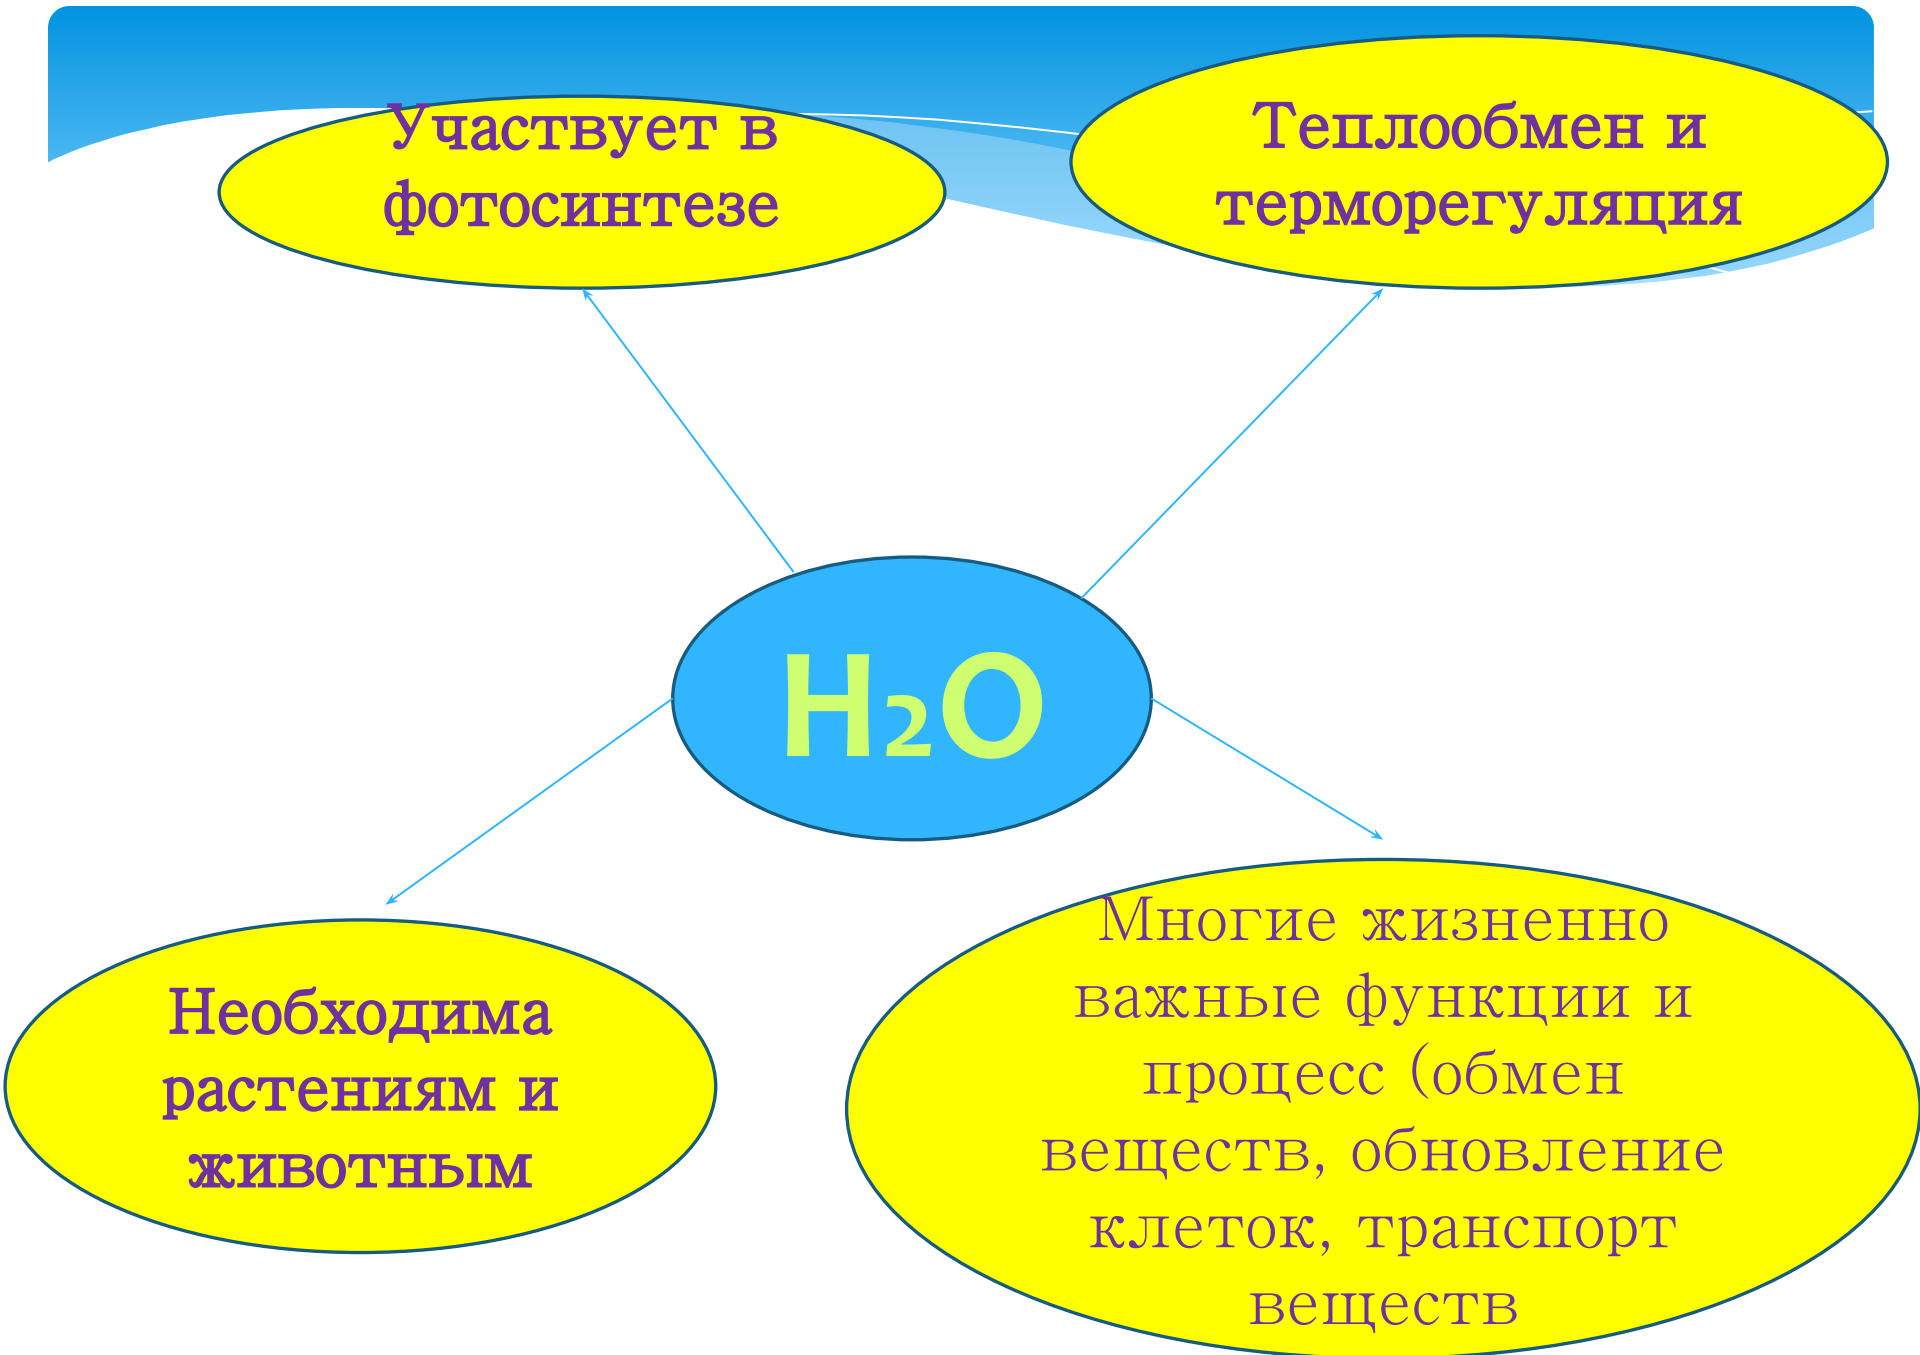 Участвует в
фотосинтезе
Теплообмен и
терморегуляция
H₂O
Необходима
растениям и
животным
Многие жизненно
важные функции и
процесс (обмен
веществ, обновление
клеток, транспорт
веществ